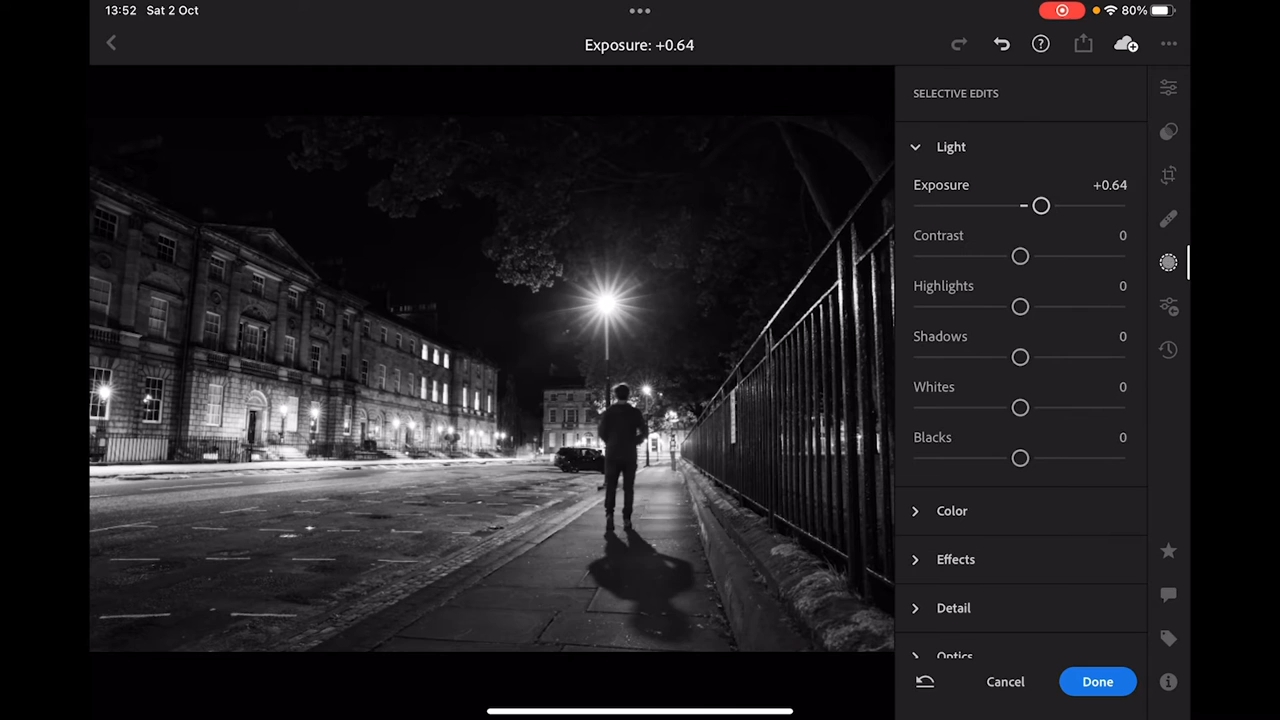 13:52 Sat 2 Oct
80%
Exposure: +0.64
SELECTIVE EDITS
Light
Exposure +0.64
Contrast 0
Highlights 0
Shadows 0
Whites 0
Blacks 0
Color
Effects
Detail
Optics
Cancel Done